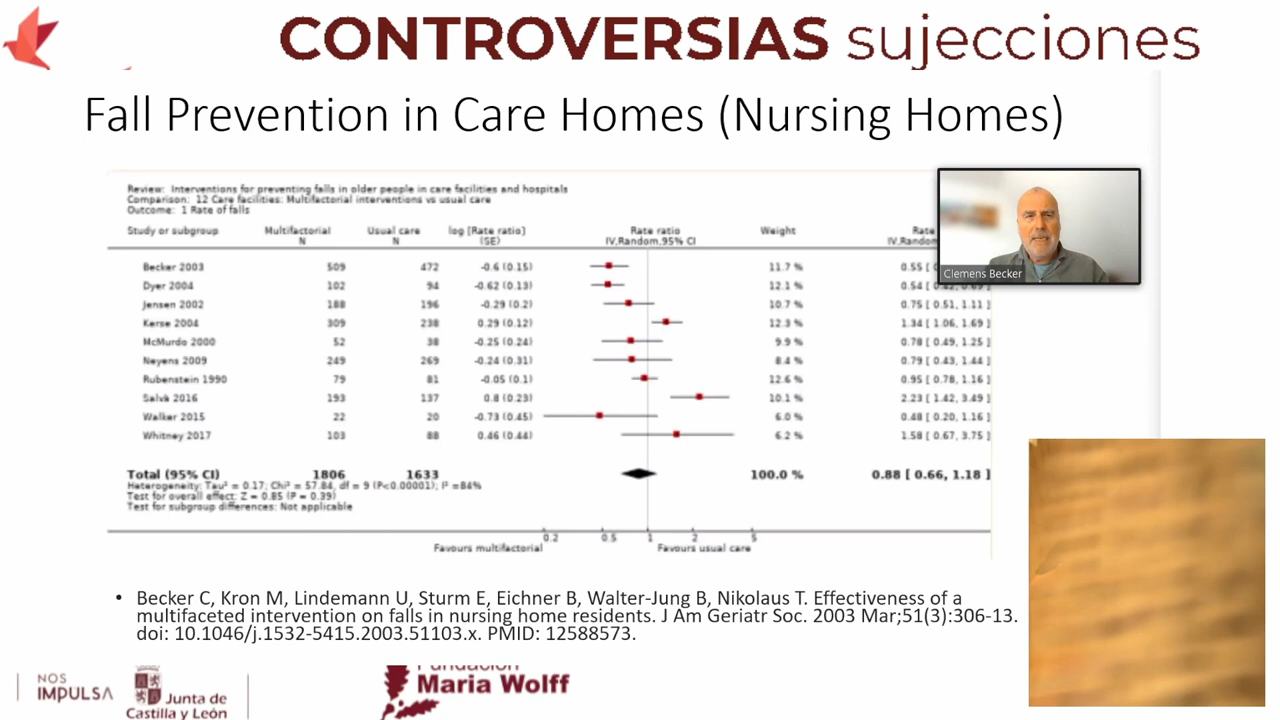 CONTROVERSIAS sujecciones
Fall Prevention in Care Homes (Nursing Homes)
Review: Interventions for preventing falls in older people in care facilities and hospitals
Comparison: 12 Care facilities: Multifactorial interventions vs usual care
Outcome: 1 Rate of falls
Study or subgroup Multifactorial Usual care log [Rate ratio] Rate ratio Weight Rate
N N (SE) IV,Random,95% CI IV,Random
Becker 2003 509 472 -0.6 (0.15) 11.7 % 0.55 [
Dyer 2004 102 94 -0.62 (0.13) 12.1 % 0.54 [
Jensen 2002 188 196 -0.29 (0.2) 10.7 % 0.75 [ 0.51, 1.11 ]
Kerse 2004 309 238 0.29 (0.12) 12.3 % 1.34 [ 1.06, 1.69 ]
McMurdo 2000 52 38 -0.25 (0.24) 9.9 % 0.78 [ 0.49, 1.25 ]
Neyens 2009 249 269 -0.24 (0.31) 8.4 % 0.79 [ 0.43, 1.44 ]
Rubenstein 1990 79 81 -0.05 (0.1) 12.6 % 0.95 [ 0.78, 1.16 ]
Salvà 2016 193 137 0.8 (0.23) 10.1 % 2.23 [ 1.42, 3.49 ]
Walker 2015 22 20 -0.73 (0.45) 6.0 % 0.48 [ 0.20, 1.16 ]
Whitney 2017 103 88 0.46 (0.44) 6.2 % 1.58 [ 0.67, 3.75 ]
Total (95% CI) 1806 1633 100.0 % 0.88 [ 0.66, 1.18 ]
Heterogeneity: Tau² = 0.17; Chi² = 57.84, df = 9 (P<0.00001); I² =84%
Test for overall effect: Z = 0.85 (P = 0.39)
Test for subgroup differences: Not applicable
0.2 0.5 1 2 5
Favours multifactorial Favours usual care
Clemens Becker
• Becker C, Kron M, Lindemann U, Sturm E, Eichner B, Walter-Jung B, Nikolaus T. Effectiveness of a
multifaceted intervention on falls in nursing home residents. J Am Geriatr Soc. 2003 Mar;51(3):306-13.
doi: 10.1046/j.1532-5415.2003.51103.x. PMID: 12588573.
NOS
IMPULSA
Junta de
Castilla y León
Fundación
Maria Wolff